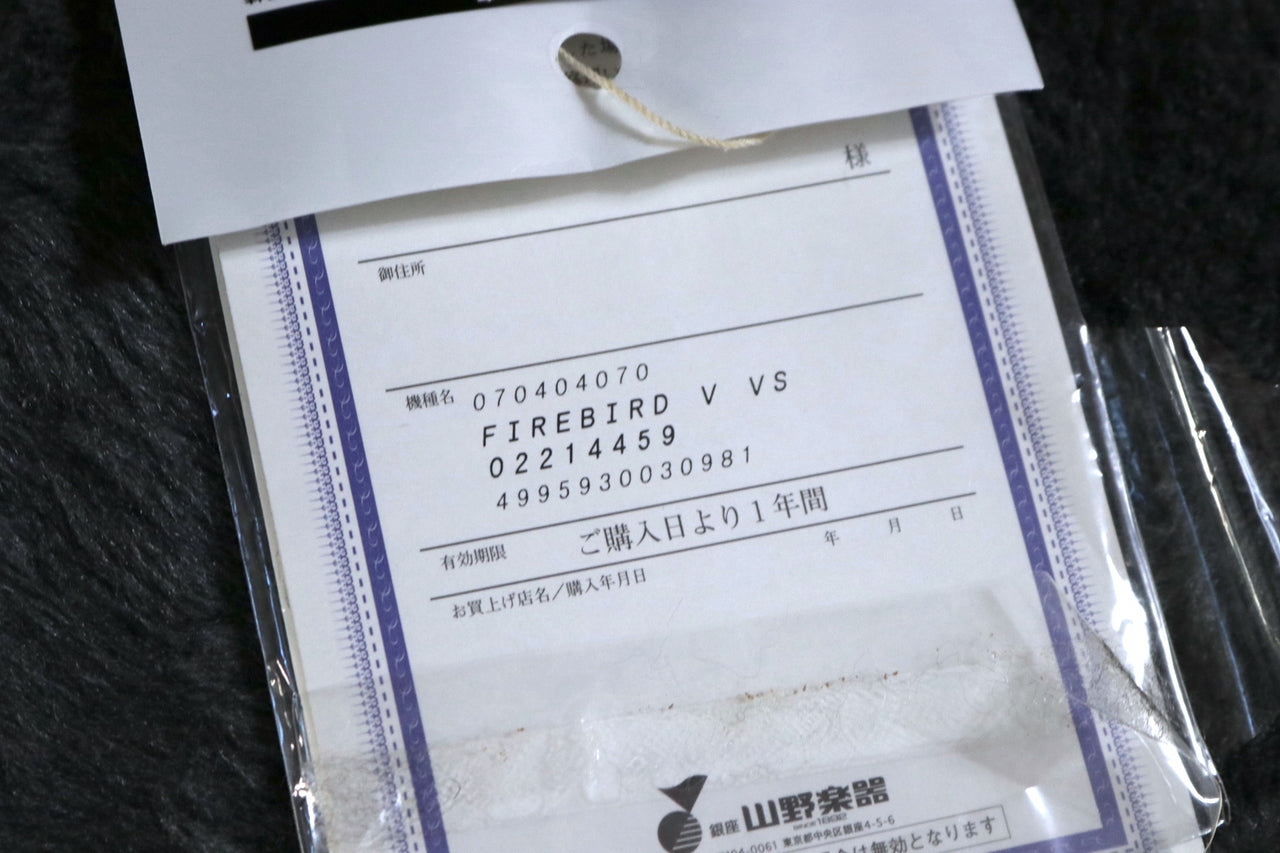 様
御住所
機種名 070404070
FIREBIRD V VS
02214459
4995930030981
有効期限 ご購入日より1年間
お買上げ店名/購入年月日 年 月 日
銀座 山野楽器
SINCE 1892
0061 東京都中央区銀座4-5-6
は無効となります